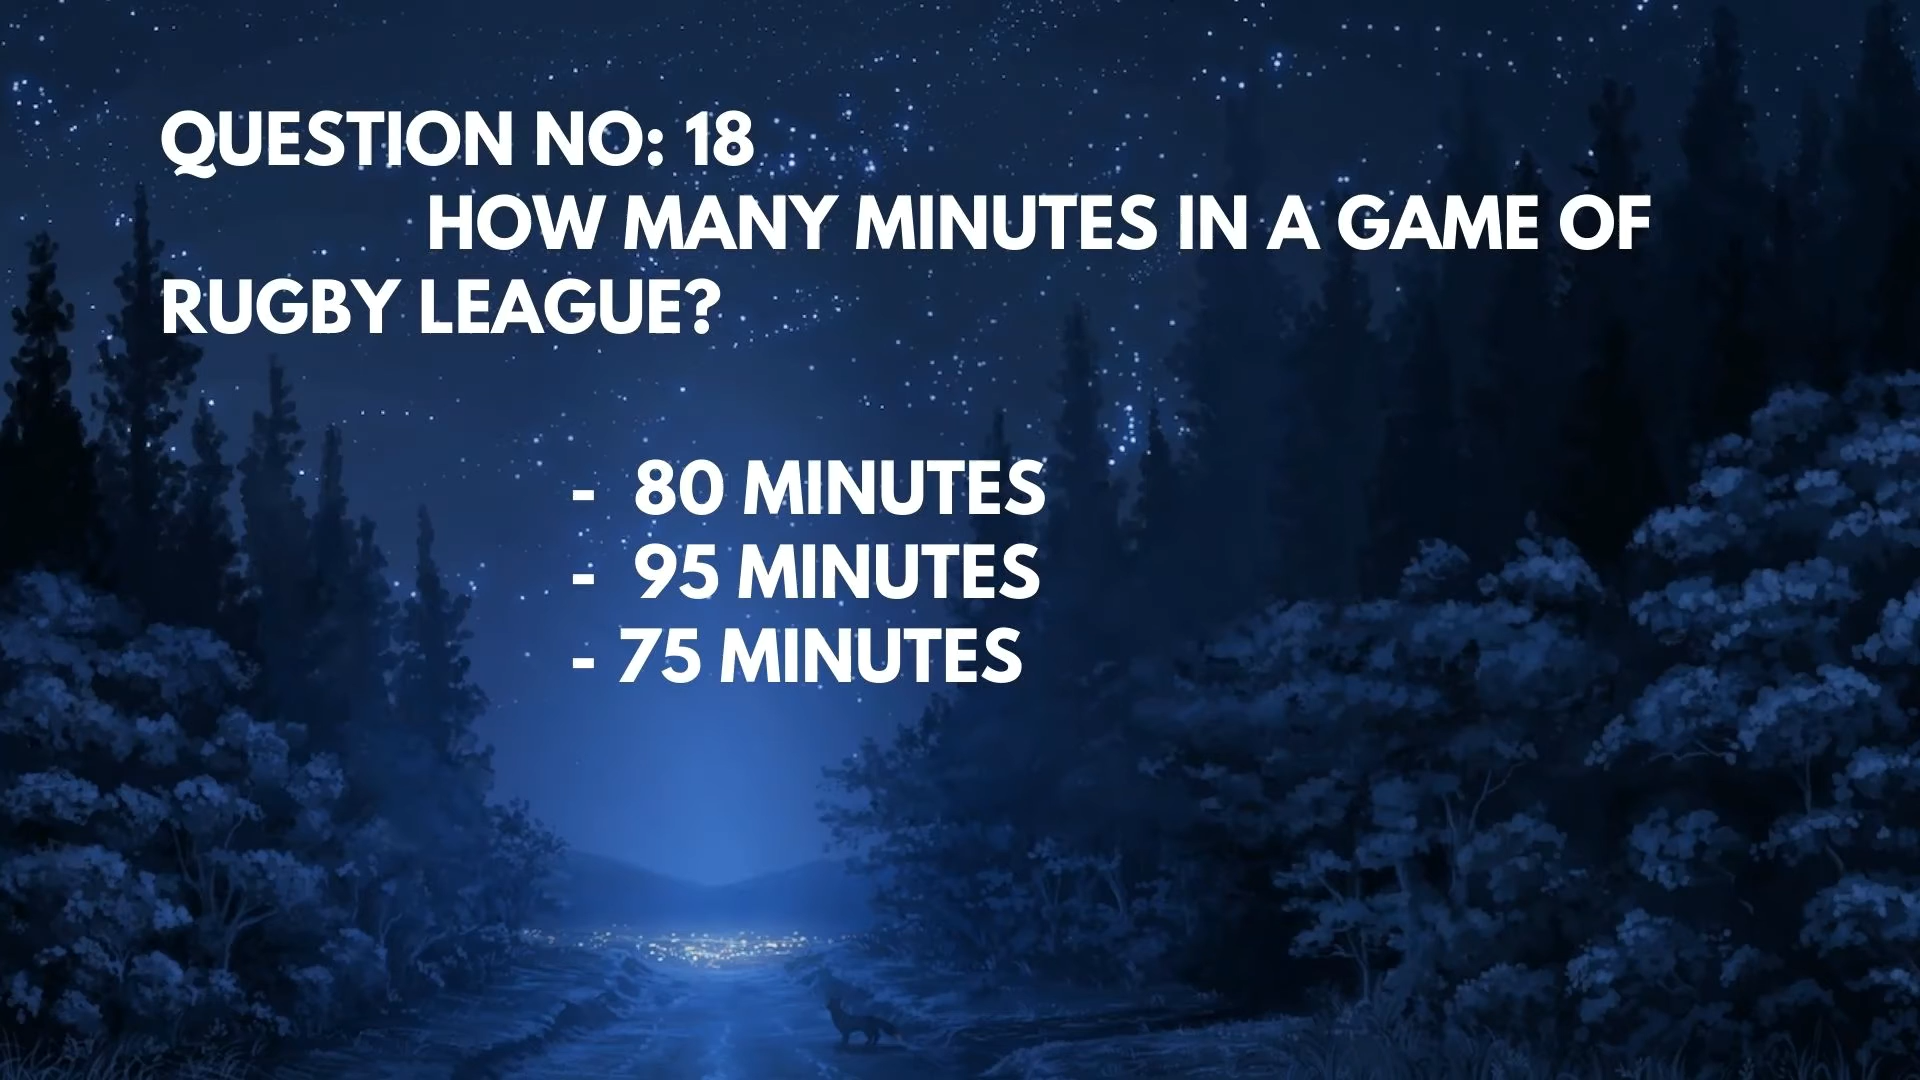 QUESTION NO: 18
HOW MANY MINUTES IN A GAME OF
RUGBY LEAGUE?
- 80 MINUTES
- 95 MINUTES
- 75 MINUTES